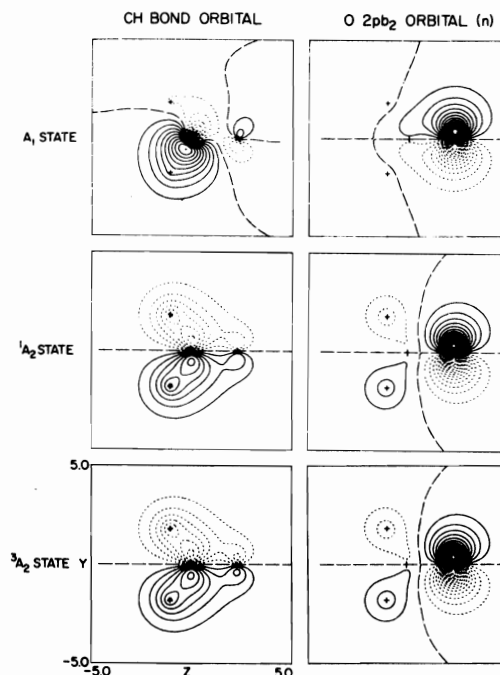 CH BOND ORBITAL
O 2pb₂ ORBITAL (n)
A₁ STATE
¹A₂ STATE
5.0
³A₂ STATE Y
-5.0
-5.0 Z 5.0